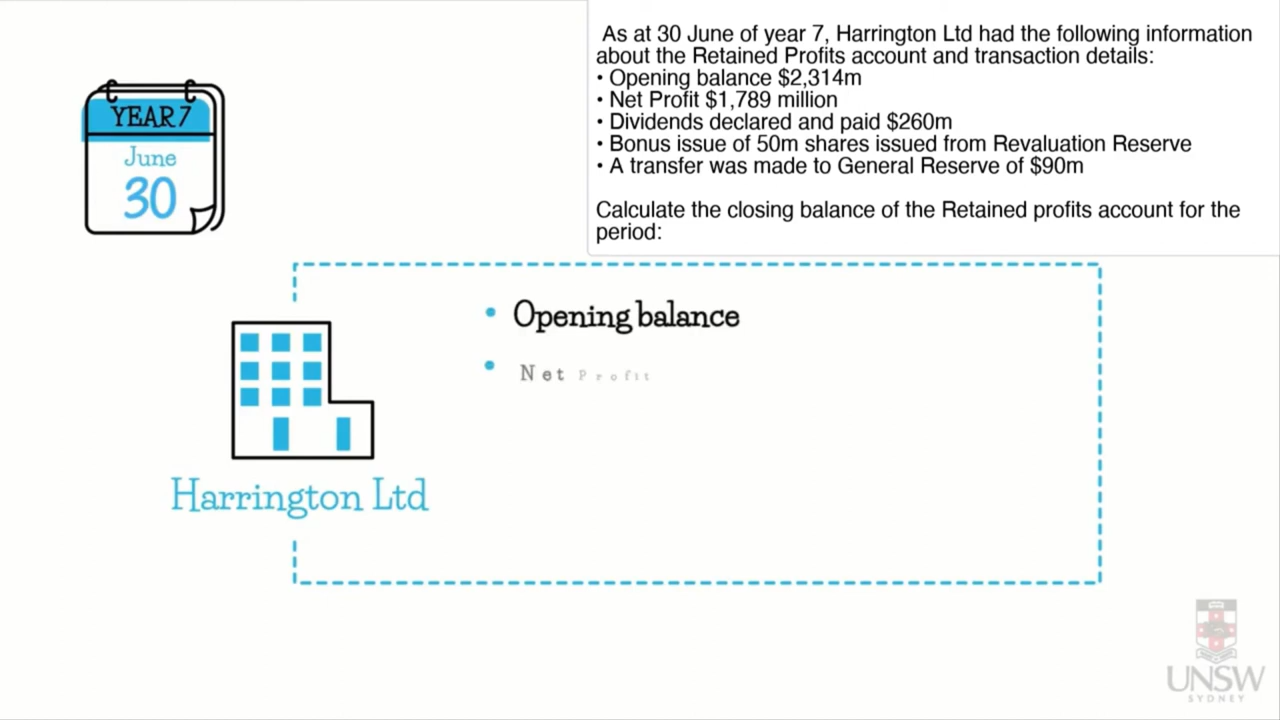 As at 30 June of year 7, Harrington Ltd had the following information
about the Retained Profits account and transaction details:
• Opening balance $2,314m
• Net Profit $1,789 million
• Dividends declared and paid $260m
• Bonus issue of 50m shares issued from Revaluation Reserve
• A transfer was made to General Reserve of $90m
Calculate the closing balance of the Retained profits account for the
period:
YEAR 7
June
30
• Opening balance
• Net Profit
Harrington Ltd
UNSW
SYDNEY